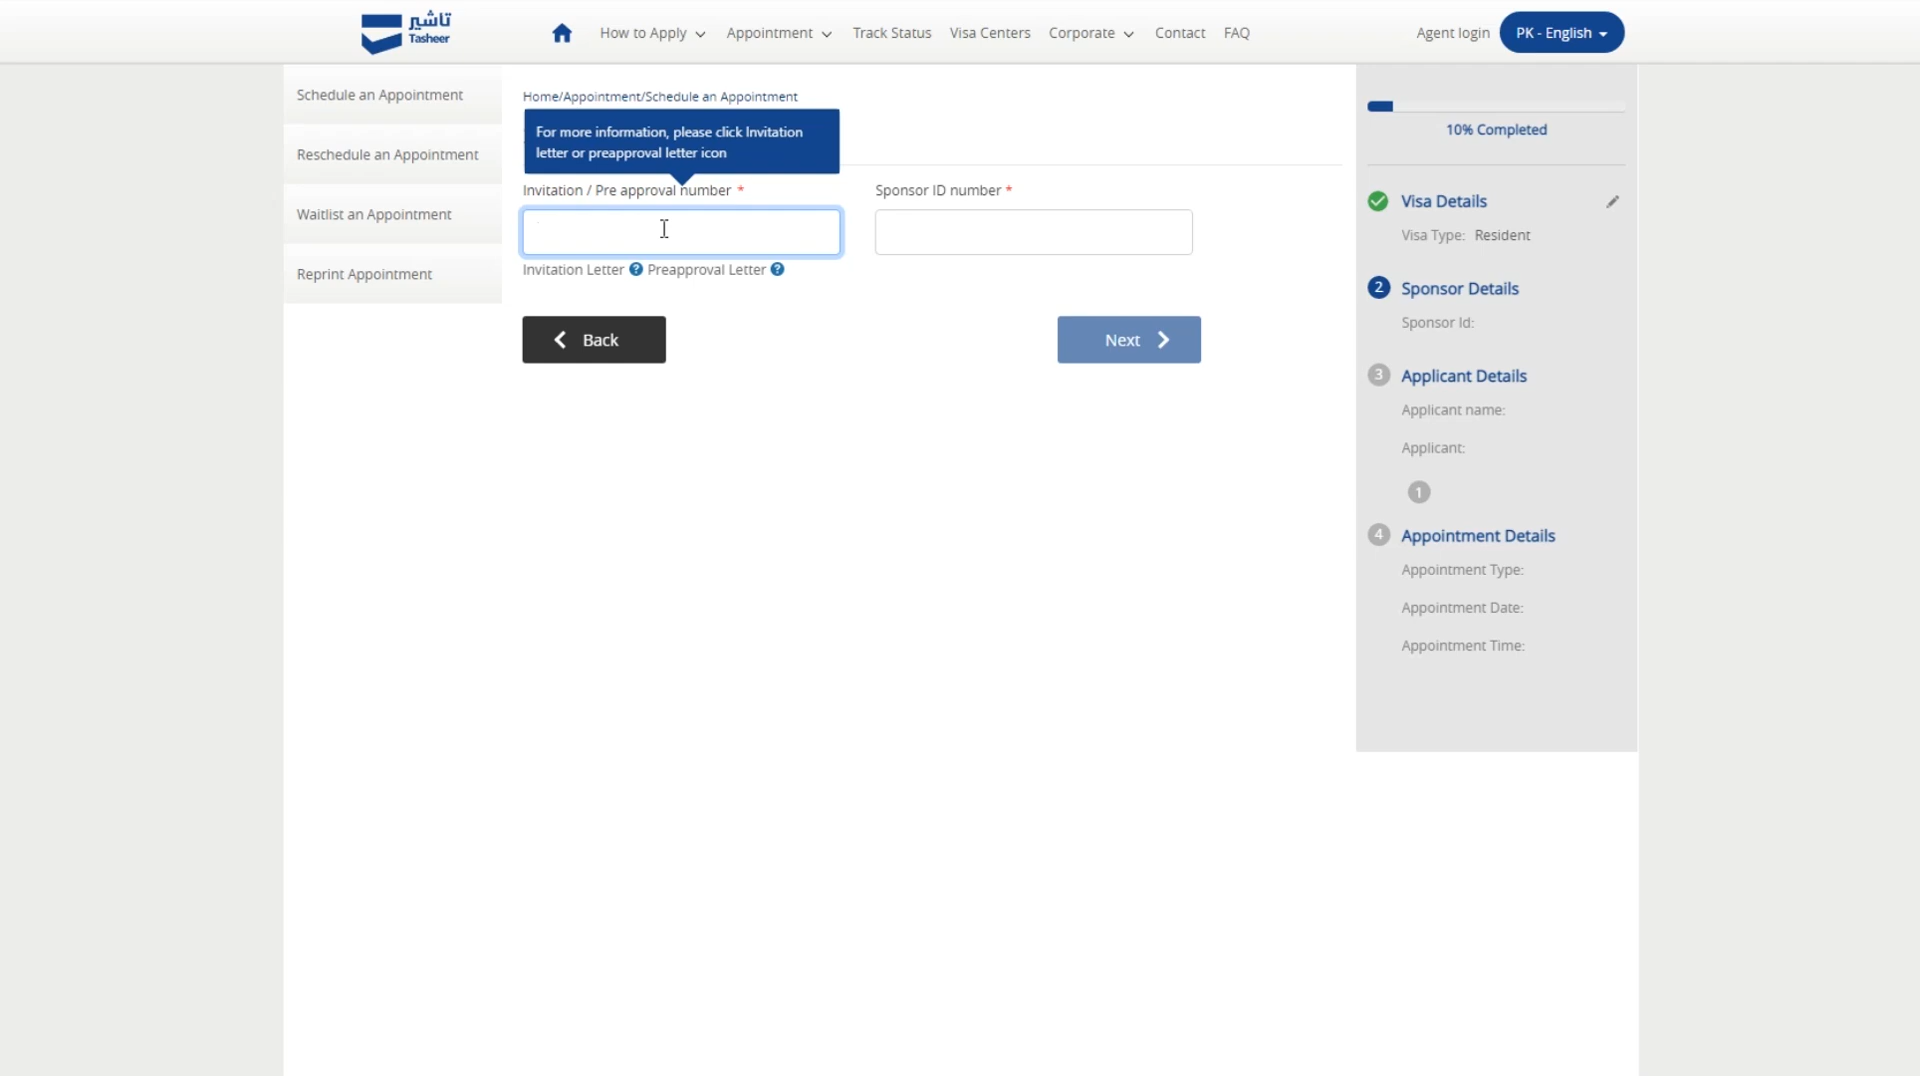 تاشير
Tasheer
How to Apply
Appointment
Track Status
Visa Centers
Corporate
Contact
FAQ
Agent login
PK - English
Schedule an Appointment
Reschedule an Appointment
Waitlist an Appointment
Reprint Appointment
Home/Appointment/Schedule an Appointment
For more information, please click Invitation
letter or preapproval letter icon
Invitation / Pre approval number *
Sponsor ID number *
Invitation Letter ? Preapproval Letter ?
Back
Next
10% Completed
Visa Details
Visa Type: Resident
2 Sponsor Details
Sponsor Id:
3 Applicant Details
Applicant name:
Applicant:
1
4 Appointment Details
Appointment Type:
Appointment Date:
Appointment Time: